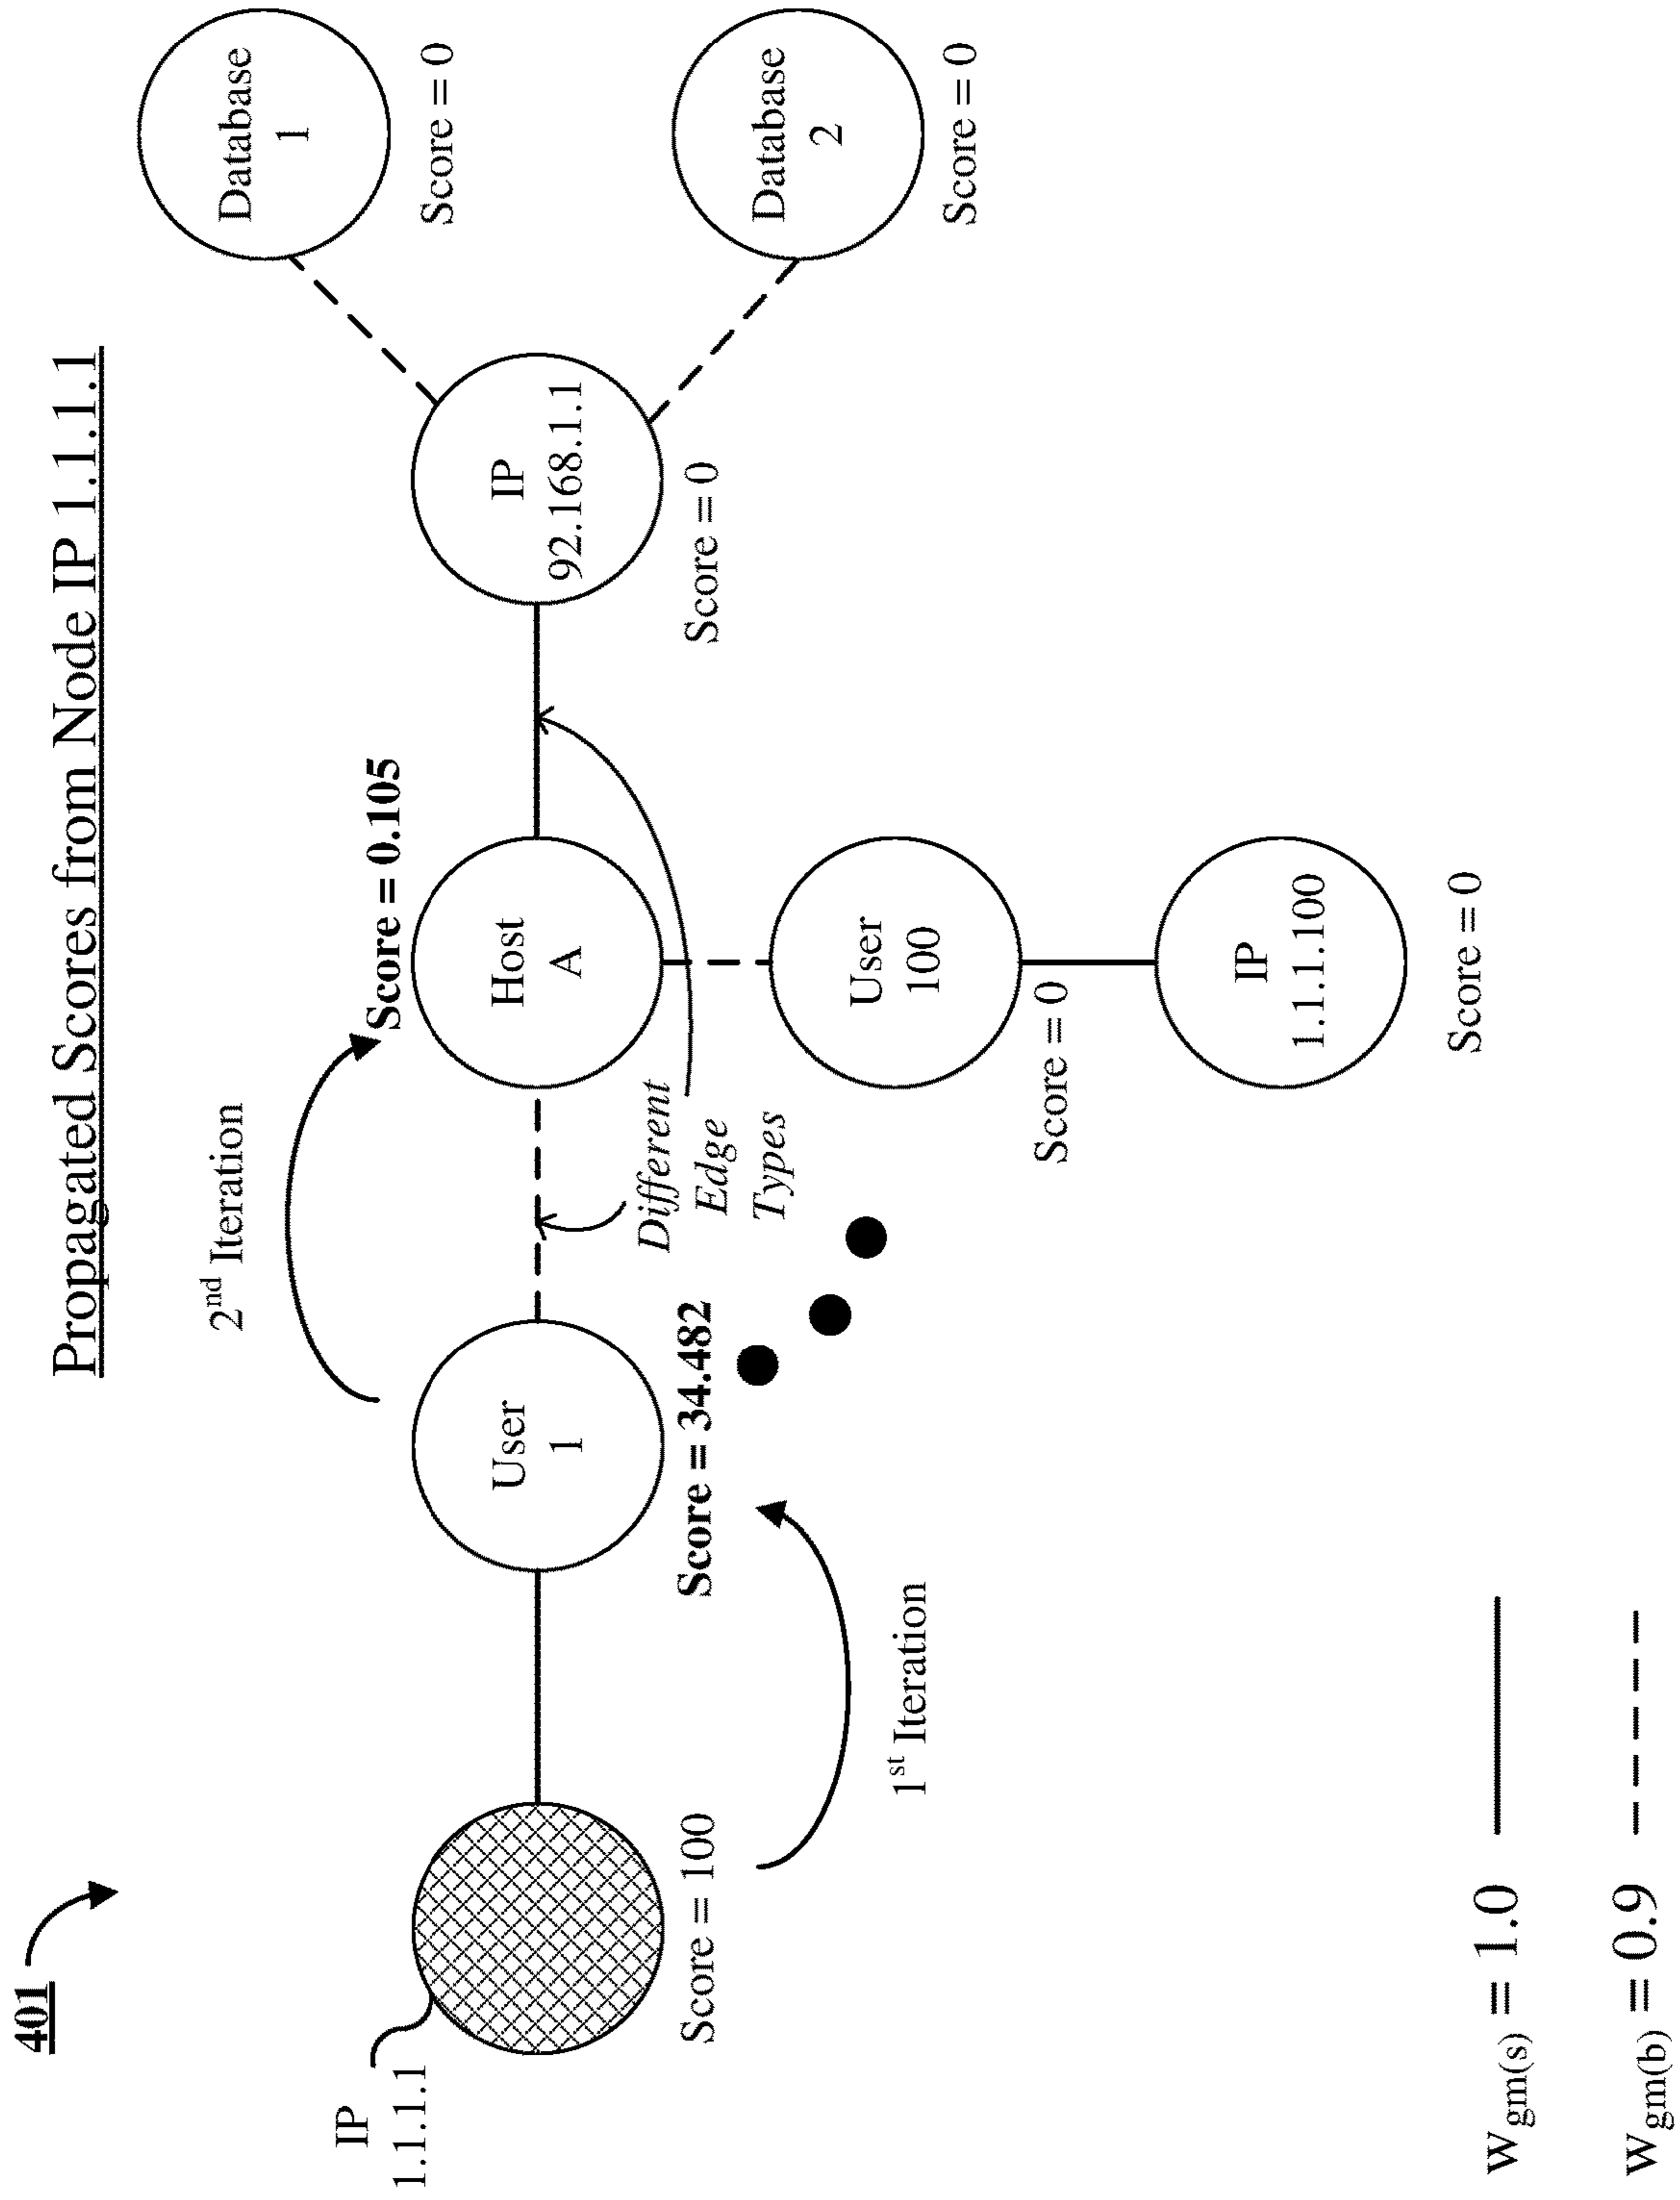 401
Propagated Scores from Node IP 1.1.1.1
IP
1.1.1.1
Score = 100
1st Iteration
User
1
Score = 34.482
2nd Iteration
Different
Edge
Types
Host
A
Score = 0.105
User
100
Score = 0
IP
1.1.1.100
Score = 0
IP
92.168.1.1
Score = 0
Database
1
Score = 0
Database
2
Score = 0
Wgm(s) = 1.0
Wgm(b) = 0.9